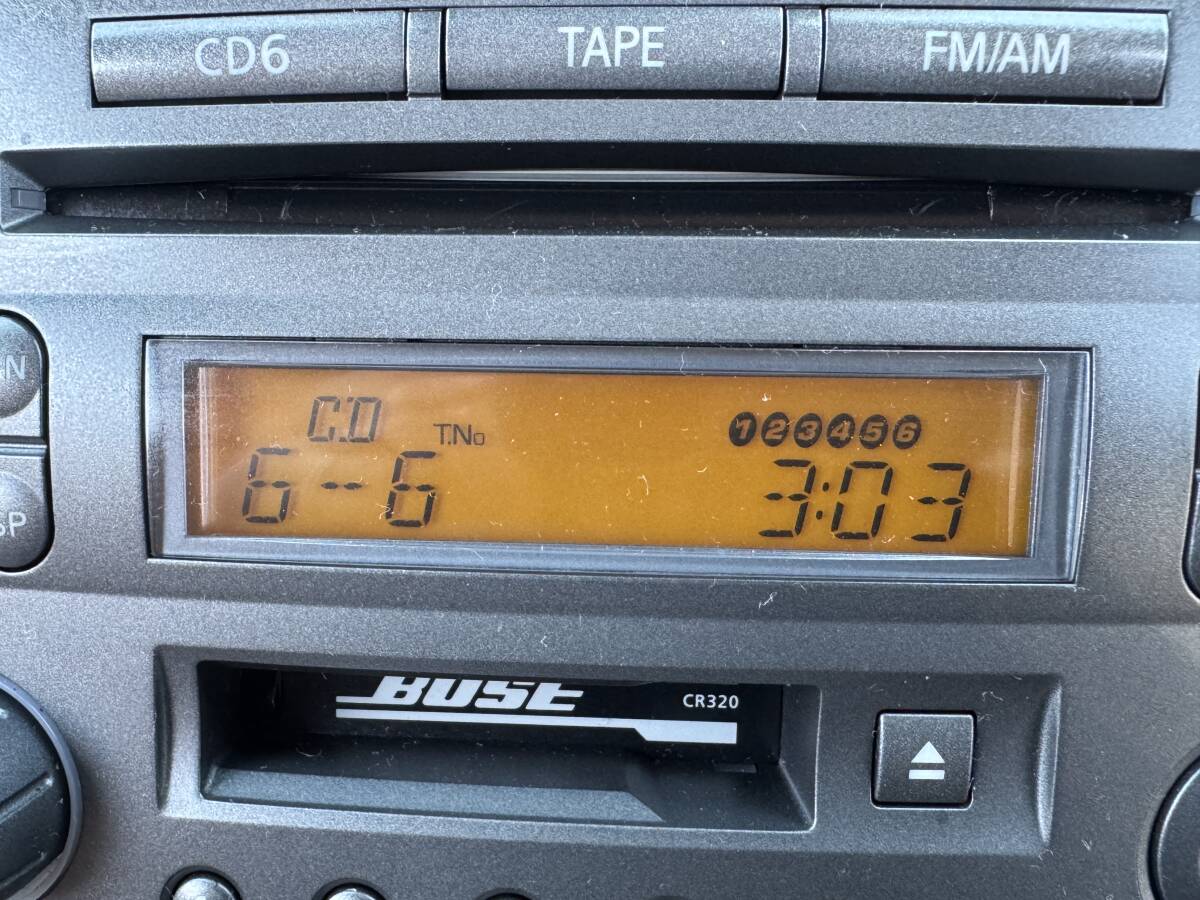 CD6 TAPE FM/AM
CD T.No 123456
6-6 3:03
BOSE CR320